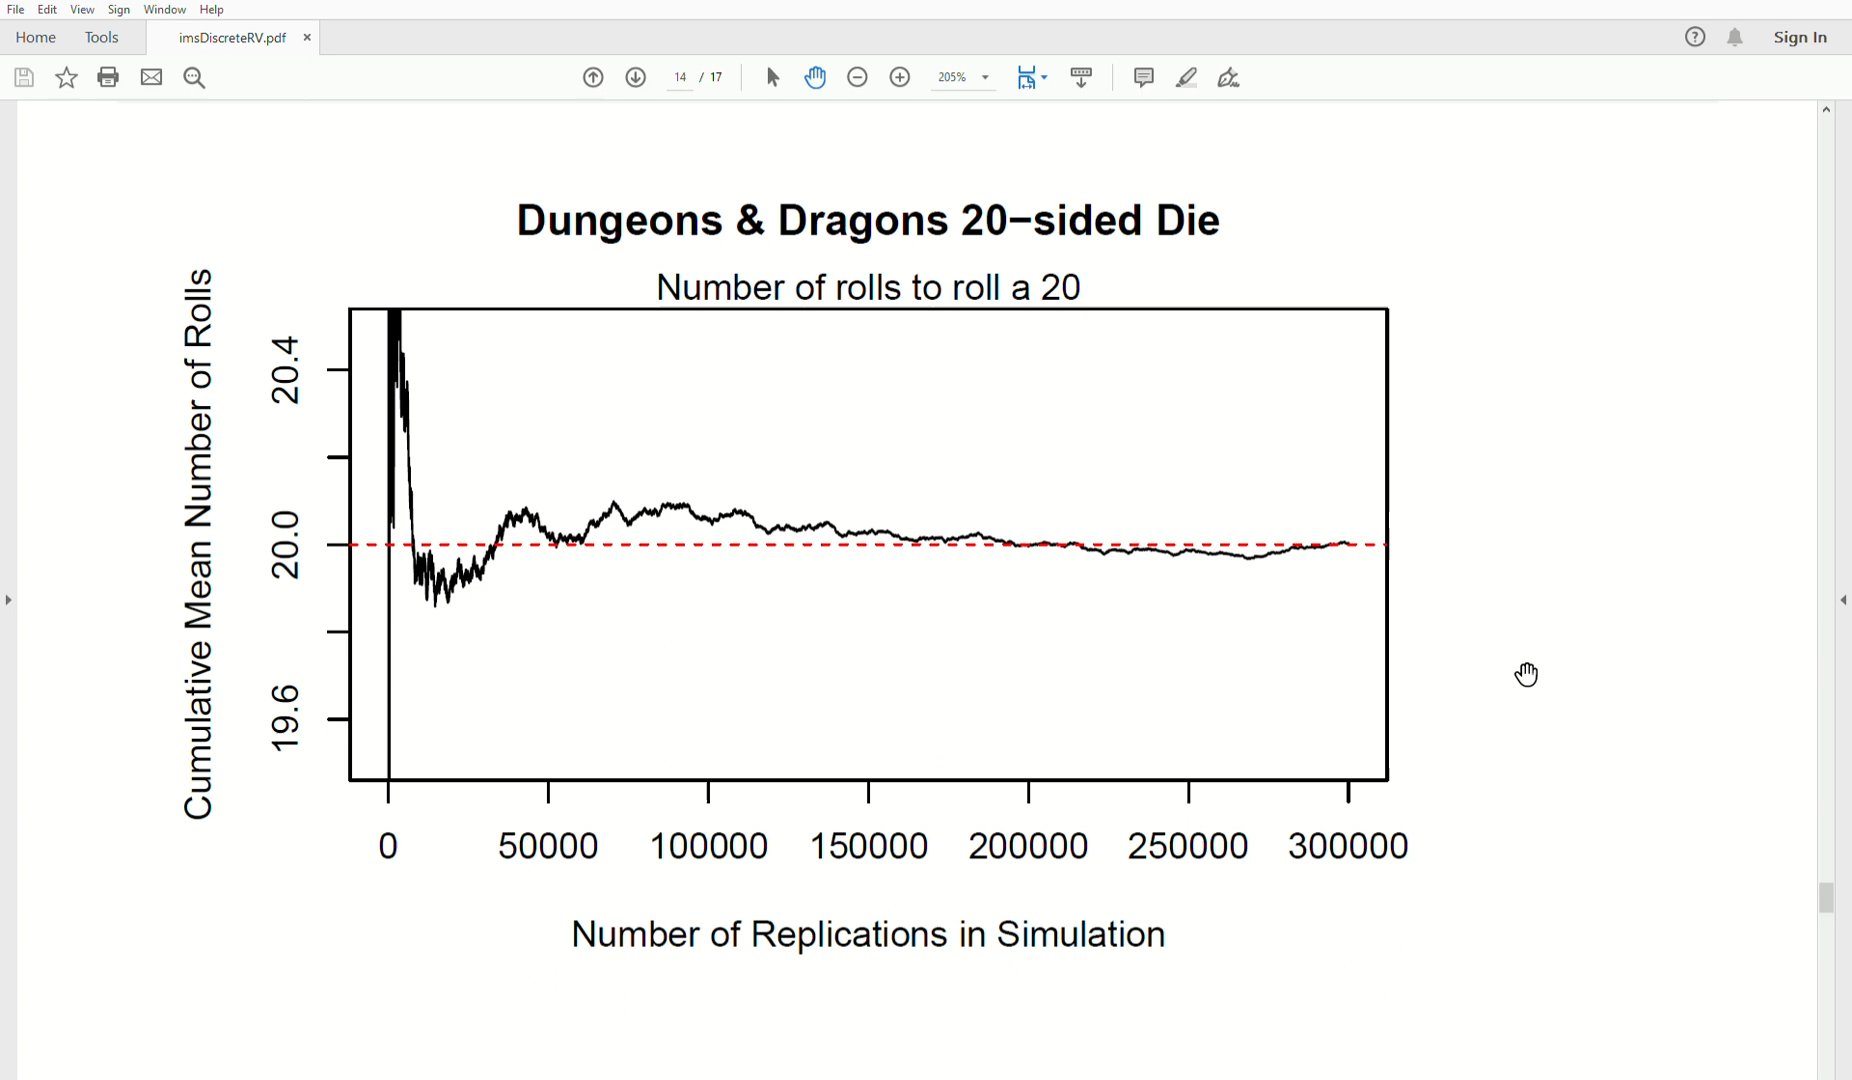 File Edit View Sign Window Help
Home Tools imsDiscreteRV.pdf × Sign In
14 / 17 205%
Dungeons & Dragons 20−sided Die
Number of rolls to roll a 20
Cumulative Mean Number of Rolls
20.4
20.0
19.6
0 50000 100000 150000 200000 250000 300000
Number of Replications in Simulation